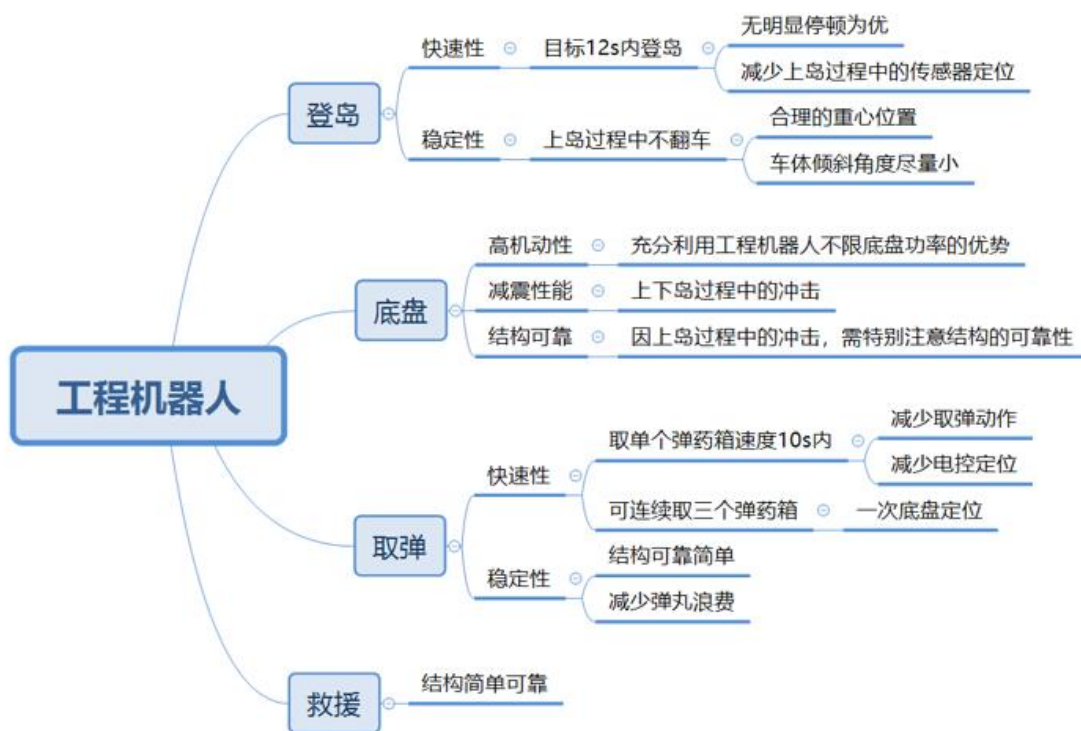 工程机器人
登岛
快速性
目标12s内登岛
无明显停顿为优
减少上岛过程中的传感器定位
稳定性
上岛过程中不翻车
合理的重心位置
车体倾斜角度尽量小
底盘
高机动性
充分利用工程机器人不限底盘功率的优势
减震性能
上下岛过程中的冲击
结构可靠
因上岛过程中的冲击，需特别注意结构的可靠性
取弹
快速性
取单个弹药箱速度10s内
减少取弹动作
减少电控定位
可连续取三个弹药箱
一次底盘定位
稳定性
结构可靠简单
减少弹丸浪费
救援
结构简单可靠